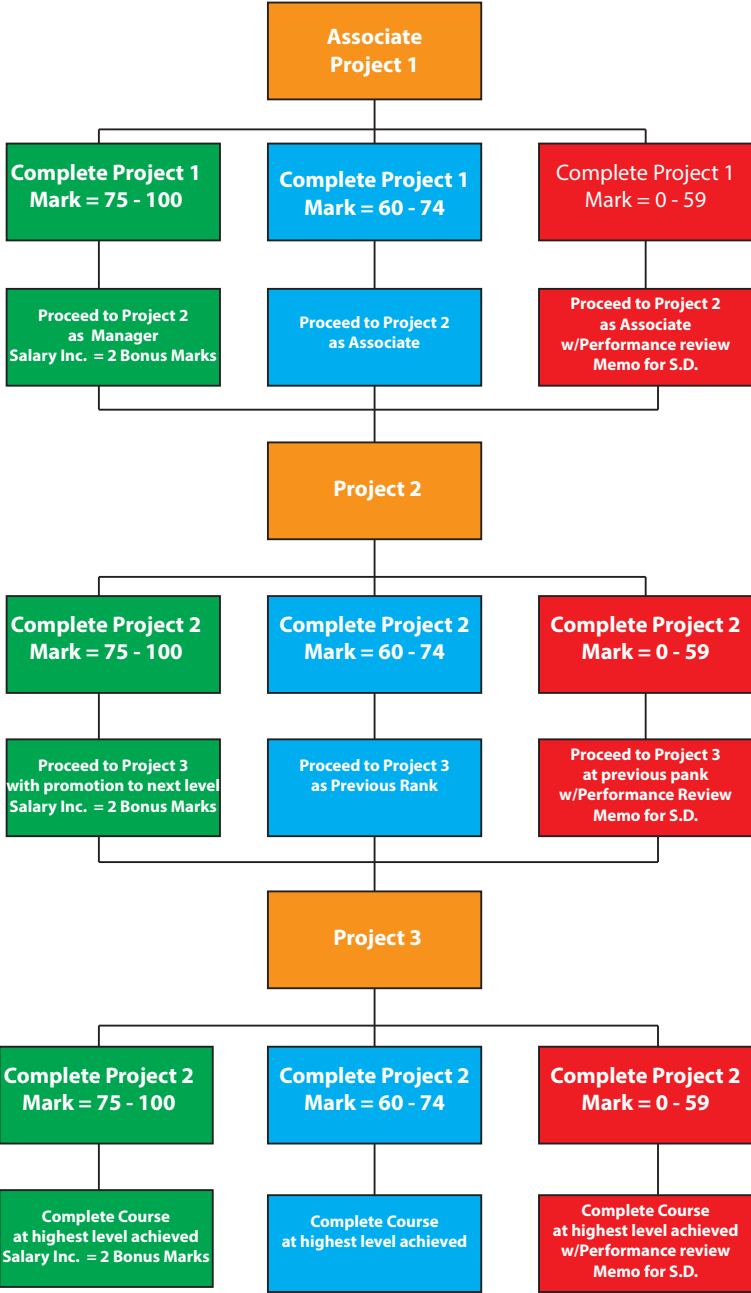 Associate
Project 1
Complete Project 1
Mark = 75 - 100
Complete Project 1
Mark = 60 - 74
Complete Project 1
Mark = 0 - 59
Proceed to Project 2
as Manager
Salary Inc. = 2 Bonus Marks
Proceed to Project 2
as Associate
Proceed to Project 2
as Associate
w/Performance review
Memo for S.D.
Project 2
Complete Project 2
Mark = 75 - 100
Complete Project 2
Mark = 60 - 74
Complete Project 2
Mark = 0 - 59
Proceed to Project 3
with promotion to next level
Salary Inc. = 2 Bonus Marks
Proceed to Project 3
as Previous Rank
Proceed to Project 3
at previous pank
w/Performance Review
Memo for S.D.
Project 3
Complete Project 2
Mark = 75 - 100
Complete Project 2
Mark = 60 - 74
Complete Project 2
Mark = 0 - 59
Complete Course
at highest level achieved
Salary Inc. = 2 Bonus Marks
Complete Course
at highest level achieved
Complete Course
at highest level achieved
w/Performance review
Memo for S.D.